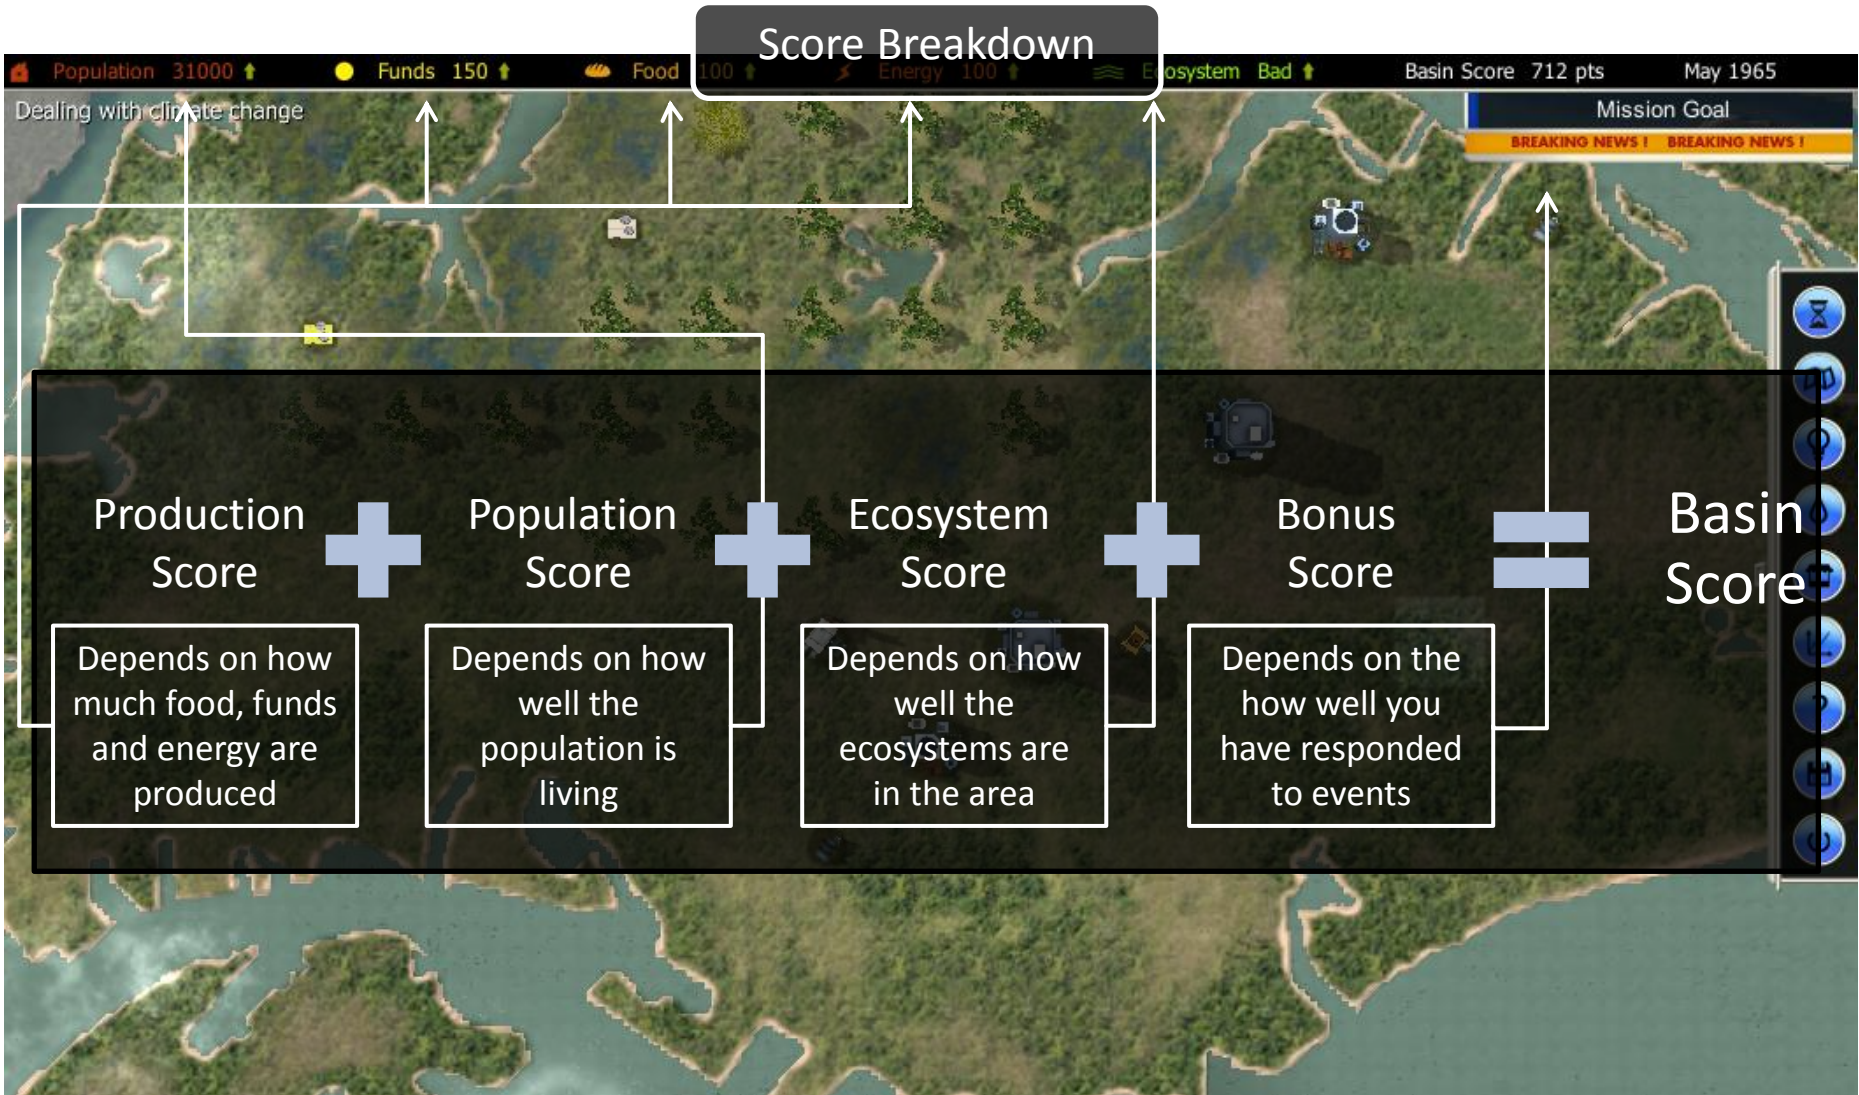 Score Breakdown
Population 31000 Funds 150 Food 100 Energy 100 Ecosystem Bad Basin Score 712 pts May 1965
Dealing with climate change
Mission Goal
BREAKING NEWS ! BREAKING NEWS !
Production
Score
Population
Score
Ecosystem
Score
Bonus
Score
Basin
Score
Depends on how
much food, funds
and energy are
produced
Depends on how
well the
population is
living
Depends on how
well the
ecosystems are
in the area
Depends on the
how well you
have responded
to events